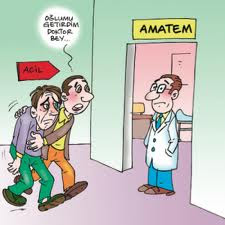 OĞLUMU
GETİRDİM
DOKTOR
BEY...
AMATEM
ACİL